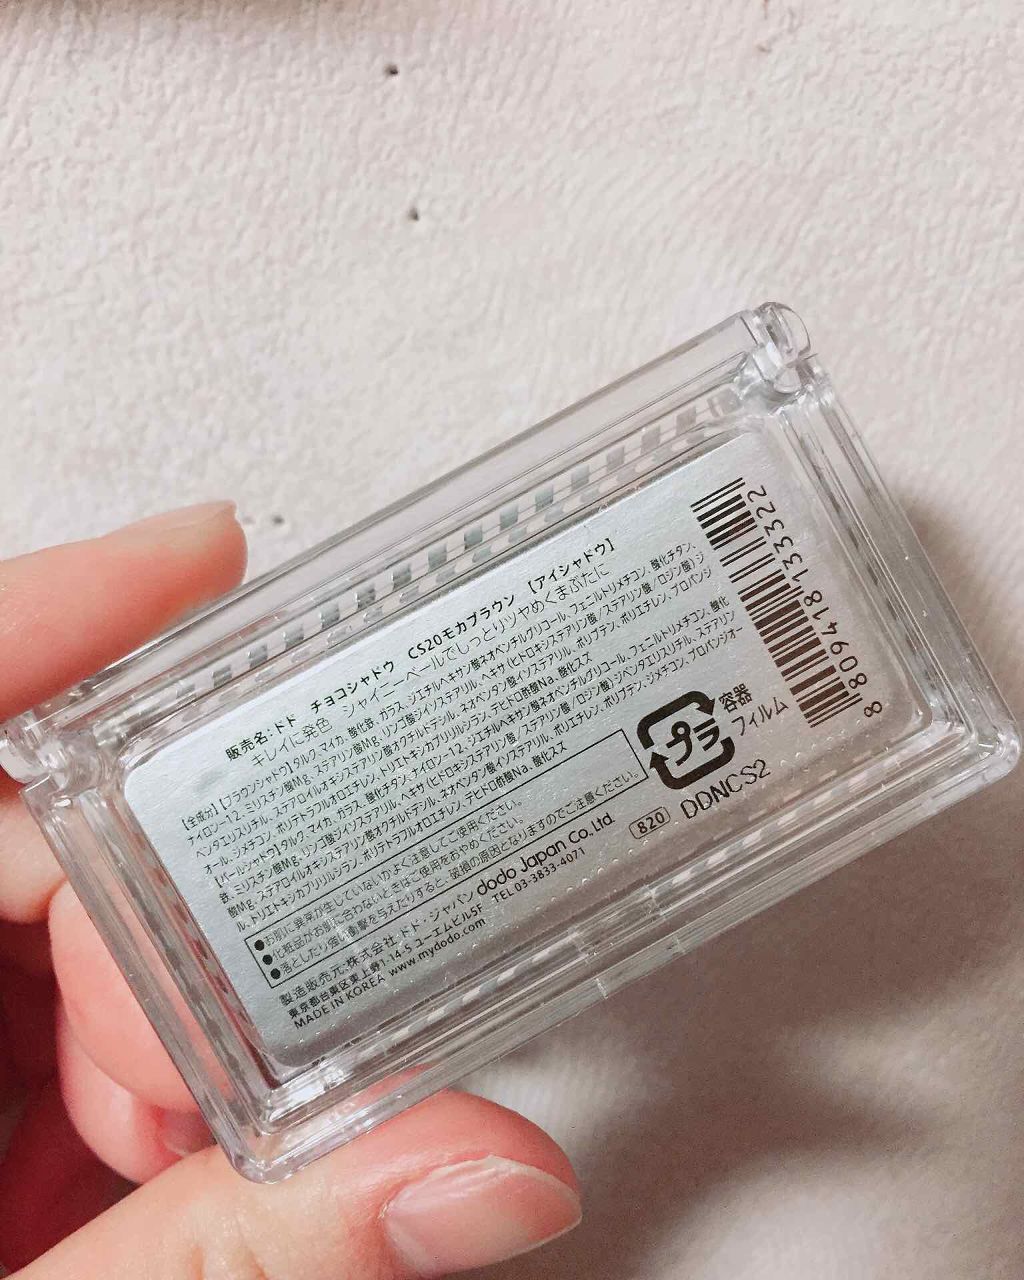 販売名:ドド チョコシャドウ CS20モカブラウン 【アイシャドウ】
キレイに発色 シャイニーベールでしっとりツヤめくまぶたに
【全成分】【ブラウンシャドウ】タルク、マイカ、酸化鉄、ガラス、ジエチルヘキサン酸ネオペンチルグリコール、フェニルトリメチコン、酸化チタン、
ナイロン-12、ミリスチン酸Mg、ステアリン酸Mg、リンゴ酸ジイソステアリル、ヘキサ(ヒドロキシステアリン酸/ステアリン酸/ロジン酸)ジ
ペンタエリスリチル、ステアロイルオキシステアリン酸オクチルドデシル、ネオペンタン酸イソステアリル、ポリブテン、ポリエチレン、プロパンジ
オール、ジメチコン、ポリテトラフルオロエチレン、トリエトキシカプリリルシラン、デヒドロ酢酸Na、酸化スズ
【パールシャドウ】タルク、マイカ、ガラス、酸化チタン、ナイロン-12、ジエチルヘキサン酸ネオペンチルグリコール、フェニルトリメチコン、酸化
鉄、ミリスチン酸Mg、リンゴ酸ジイソステアリル、ヘキサ(ヒドロキシステアリン酸/ステアリン酸/ロジン酸)ジペンタエリスリチル、ステアリン
酸Mg、ステアロイルオキシステアリン酸オクチルドデシル、ネオペンタン酸イソステアリル、ポリエチレン、ポリブテン、ジメチコン、プロパンジオー
ル、トリエトキシカプリリルシラン、ポリテトラフルオロエチレン、デヒドロ酢酸Na、酸化スズ
●お肌に異常が生じていないかよく注意してご使用ください。
●化粧品がお肌に合わないときはご使用をおやめください。
●落としたり強い衝撃を与えたりすると、破損の原因となりますのでご注意ください。
製造販売元:株式会社 ドド・ジャパン dodo Japan Co., Ltd.
東京都台東区東上野1-14-5 ユーエムビル5F TEL 03-3833-4071
MADE IN KOREA www.mydodo.com
プラ
容器
フィルム
820
DDNCS2
8 809418 133322